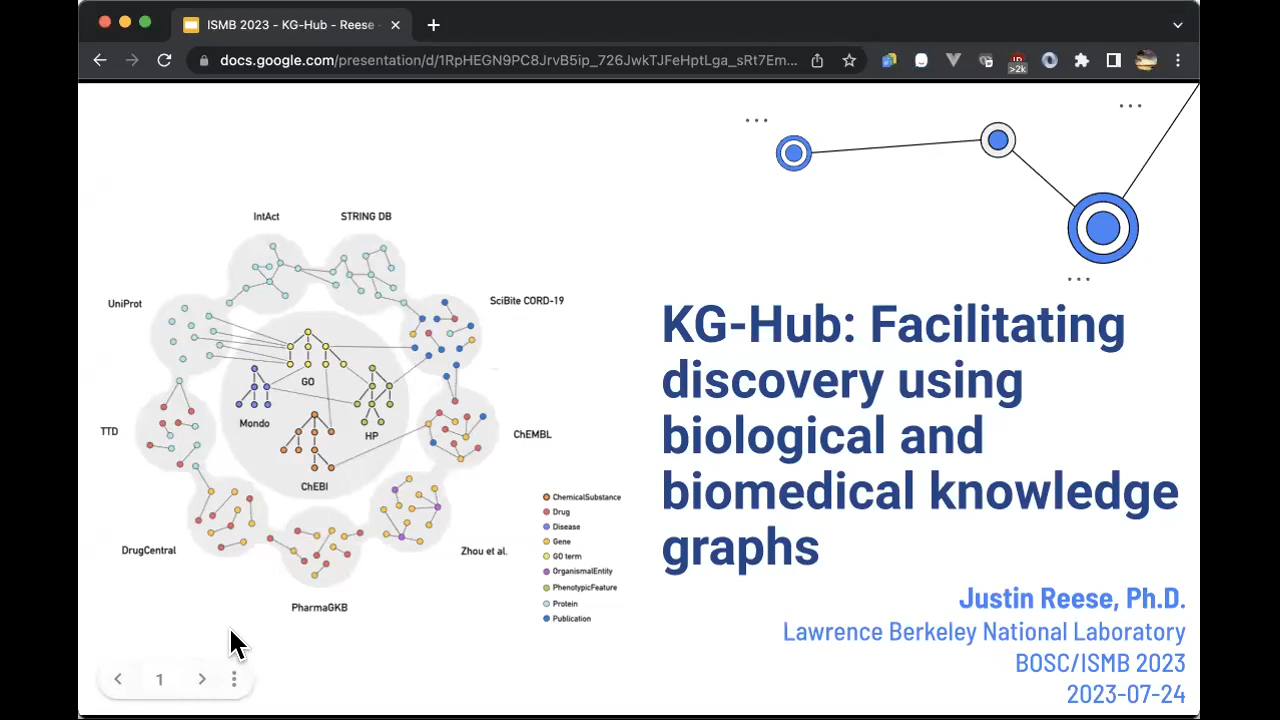 ISMB 2023 - KG-Hub - Reese -
docs.google.com/presentation/d/1RpHEGN9PC8JrvB5ip_726JwkTJFeHptLga_sRt7Em...
>2k
IntAct
STRING DB
UniProt
SciBite CORD-19
GO
Mondo
HP
TTD
ChEMBL
ChEBI
DrugCentral
Zhou et al.
PharmaGKB
ChemicalSubstance
Drug
Disease
Gene
GO term
OrganismalEntity
PhenotypicFeature
Protein
Publication
KG-Hub: Facilitating
discovery using
biological and
biomedical knowledge
graphs
Justin Reese, Ph.D.
Lawrence Berkeley National Laboratory
BOSC/ISMB 2023
2023-07-24
1